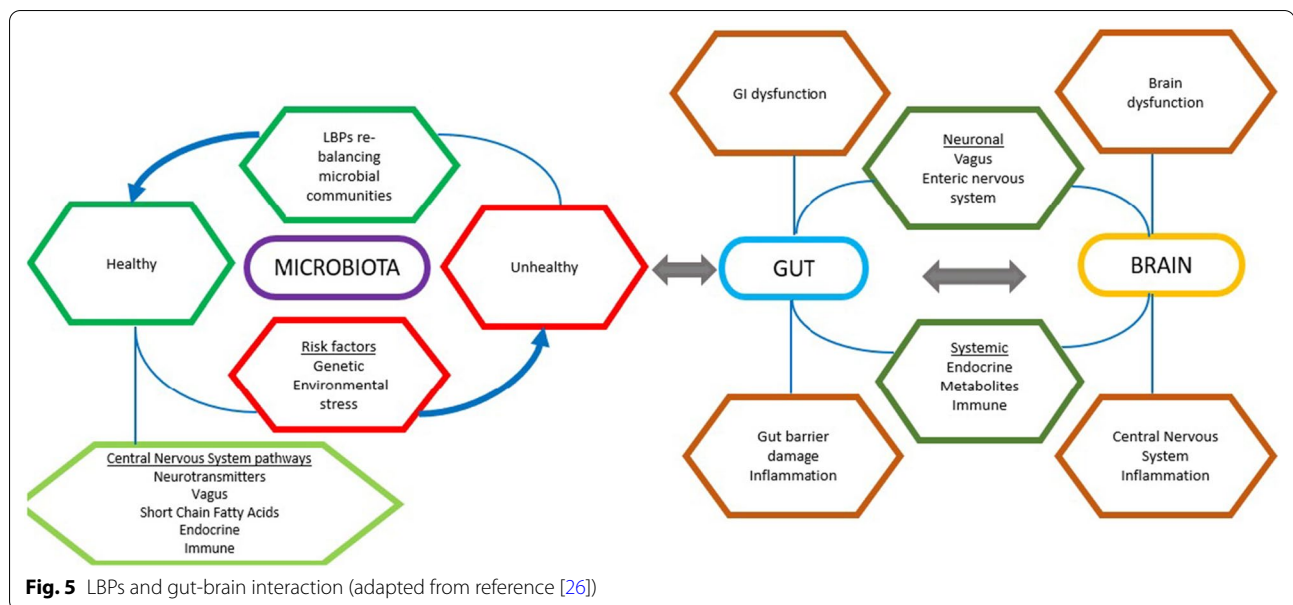 GI dysfunction
Brain
dysfunction
LBPs re-
balancing
microbial
communities
Neuronal
Vagus
Enteric nervous
system
Healthy
MICROBIOTA
Unhealthy
GUT
BRAIN
Risk factors
Genetic
Environmental
stress
Systemic
Endocrine
Metabolites
Immune
Gut barrier
damage
Inflammation
Central Nervous
System
Inflammation
Central Nervous System pathways
Neurotransmitters
Vagus
Short Chain Fatty Acids
Endocrine
Immune
Fig. 5 LBPs and gut-brain interaction (adapted from reference [26])